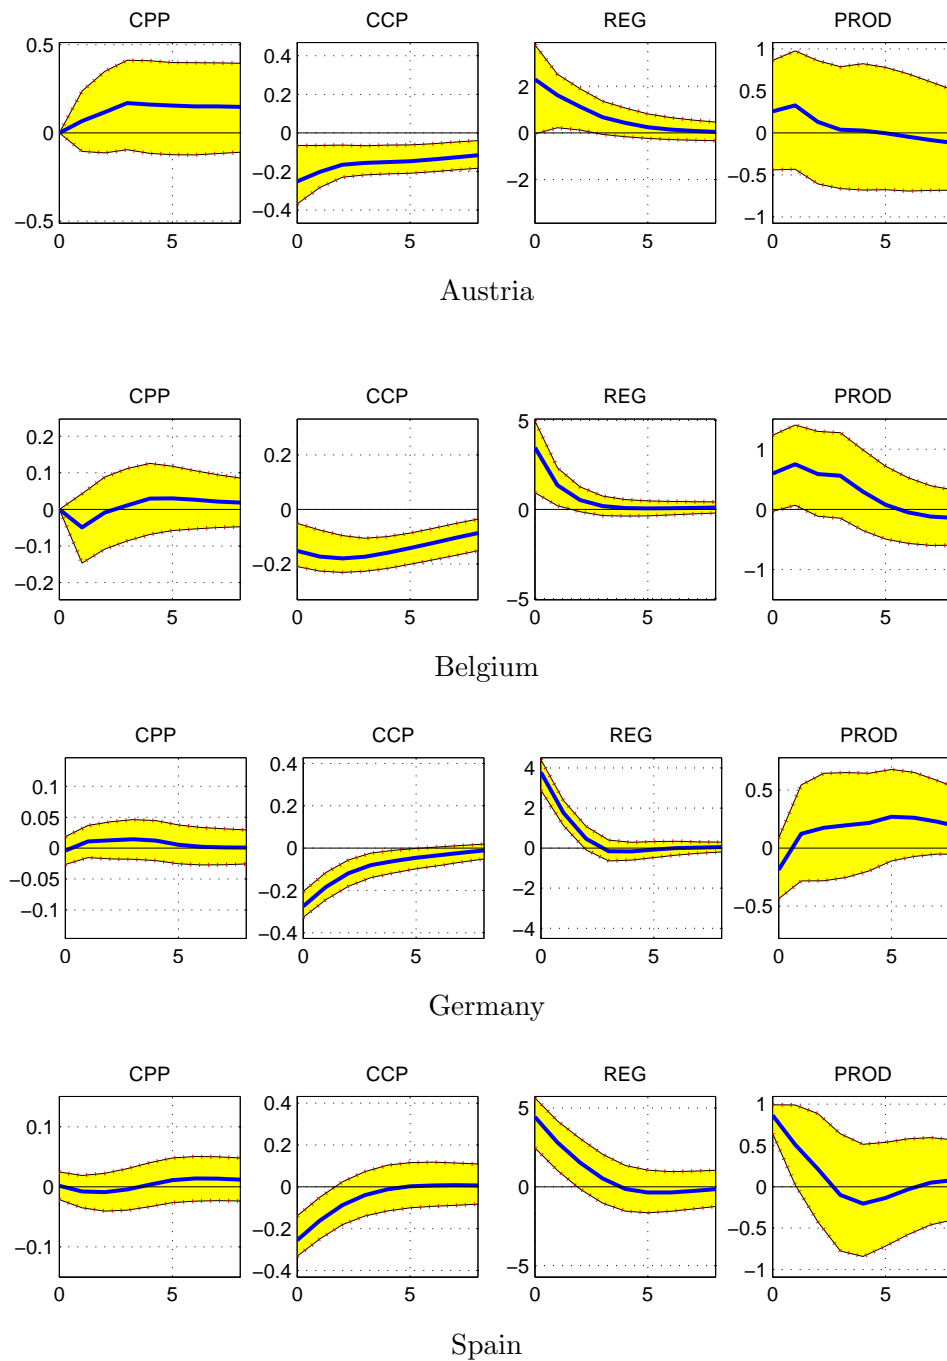 CPP CCP REG PROD
0.5 0.4 1
0.2 2 0.5
0 0 0 0
−0.2 −2 −0.5
−0.5 −0.4 −1
0 5 0 5 0 5 0 5
Austria
CPP CCP REG PROD
0.2 5 1
0.1 0.2
0 0 0 0
−0.1 −0.2 −1
−0.2 −5
0 5 0 5 0 5 0 5
Belgium
CPP CCP REG PROD
0.1 0.4 4 0.5
0.05 0.2 2
0 0 0 0
−0.05 −0.2 −2 −0.5
−0.1 −0.4 −4
0 5 0 5 0 5 0 5
Germany
CPP CCP REG PROD
0.1 0.4 5 1
0.2 0.5
0 0 0 0
−0.2 −0.5
−0.1 −0.4 −5 −1
0 5 0 5 0 5 0 5
Spain